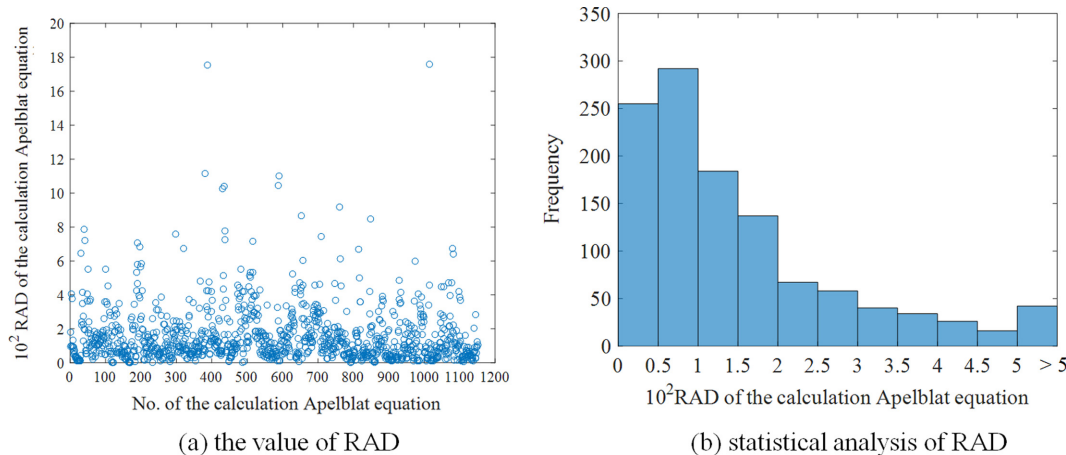 20
18
16
14
12
10
8
6
4
2
0
0 100 200 300 400 500 600 700 800 900 1000 1100 1200
10² RAD of the calculation Apelblat equation
No. of the calculation Apelblat equation
(a) the value of RAD
350
300
250
200
150
100
50
0
0 0.5 1 1.5 2 2.5 3 3.5 4 4.5 5 > 5
Frequency
10²RAD of the calculation Apelblat equation
(b) statistical analysis of RAD